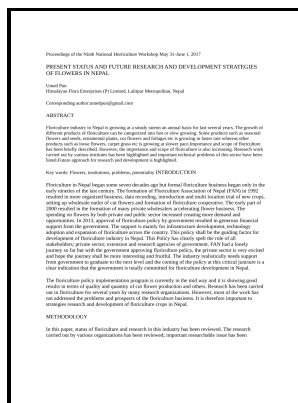 Proceedings of the Ninth National Horticulture Workshop May 31-June 1, 2017
PRESENT STATUS AND FUTURE RESEARCH AND DEVELOPMENT STRATEGIES
OF FLOWERS IN NEPAL
Umed Pun
Himalayan Flora Enterprises (P) Limited, Lalitpur Metropolitan, Nepal
Corresponding author:umedpun@gmail.com
ABSTRACT
Floriculture industry in Nepal is growing at a steady stream an annual basis for last several years. The growth of
different products of floriculture can be categorized into fast or slow growing. Some products such as seasonal
flowers and seeds, ornamental plants, cut flowers and foliages etc is growing in faster rate whereas other
products such as loose flowers, carpet grass etc is growing at slower pace Importance and scope of floriculture
has been briefly described. However, the importance and scope of floriculture is also increasing. Research work
carried out by various institutes has been highlighted and important technical problems of this sector have been
listed.Future approach for research and development is highlighted.
Key words: Flowers, institutions, problems, potentiality INTRODUCTION
Floriculture in Nepal began some seven decades ago but formal floriculture business began only in the
early nineties of the last century. The formation of Floriculture Association of Nepal (FAN) in 1992
resulted in more organized business, data recording, introduction and multi location trial of new crops,
setting up wholesale outlet of cut flowers and formation of floriculture cooperative. The early part of
2000 resulted in the formation of many private wholesalers accelerating flower business. The
spending on flowers by both private and public sector increased creating more demand and
opportunities. In 2013, approval of floriculture policy by government resulted in generous financial
support from the government. The support is mainly for infrastructure development, technology
adoption and expansion of floriculture across the country. This policy shall be the guiding for
development of floriculture industry in Nepal. This Policy has clearly spelt the role of all
stakeholders; private sector, extension and research agencies of government. FAN had a lonely
journey so far but with the government approving floriculture policy, the private sector is very excited
and hope the journey shall be more interesting and fruitful. The industry realistically needs support
from government to graduate to the next level and the coming of the policy at this critical juncture is a
clear indication that the government is totally committed for floriculture development in Nepal.
The floriculture policy implementation program is currently in the mid way and it is showing good
results in terms of quality and quantity of cut flower production and others. Research has been carried
out in floriculture for several years by many research organizations. However, most of the work has
not addressed the problems and prospects of the floriculture business. It is therefore important to
strategies research and development of floriculture crops in Nepal.
METHODOLOGY
In this paper, status of floriculture and research in this industry has been reviewed. The research
carried out by various organizations has been reviewed; important researchable issue has been